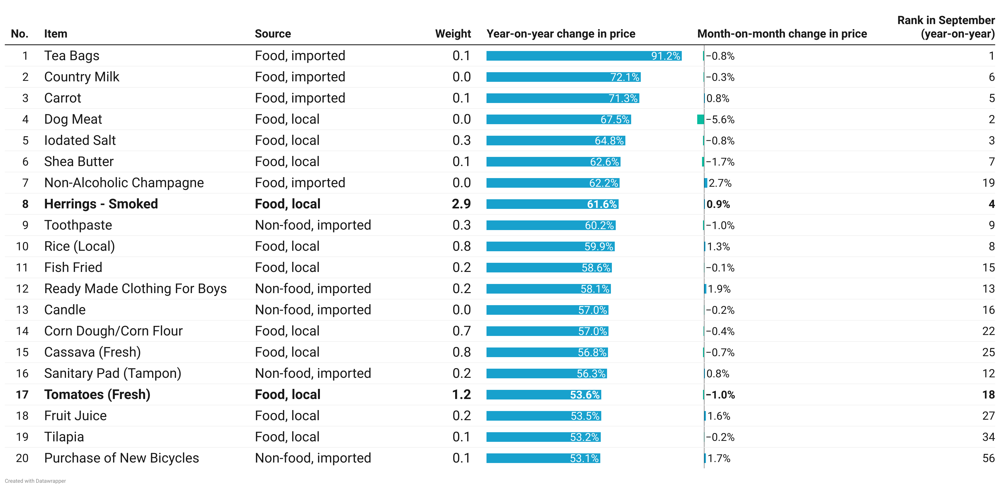 No. Item Source Weight Year-on-year change in price Month-on-month change in price Rank in September (year-on-year)
1 Tea Bags Food, imported 0.1 91.2% −0.8% 1
2 Country Milk Food, imported 0.0 72.1% −0.3% 6
3 Carrot Food, imported 0.1 71.3% 0.8% 5
4 Dog Meat Food, local 0.0 67.5% −5.6% 2
5 Iodated Salt Food, local 0.3 64.8% −0.8% 3
6 Shea Butter Food, local 0.1 62.6% −1.7% 7
7 Non-Alcoholic Champagne Food, imported 0.0 62.2% 2.7% 19
8 Herrings - Smoked Food, local 2.9 61.6% 0.9% 4
9 Toothpaste Non-food, imported 0.3 60.2% −1.0% 9
10 Rice (Local) Food, local 0.8 59.9% 1.3% 8
11 Fish Fried Food, local 0.2 58.6% −0.1% 15
12 Ready Made Clothing For Boys Non-food, imported 0.2 58.1% 1.9% 13
13 Candle Non-food, imported 0.0 57.0% −0.2% 16
14 Corn Dough/Corn Flour Food, local 0.7 57.0% −0.4% 22
15 Cassava (Fresh) Food, local 0.8 56.8% −0.7% 25
16 Sanitary Pad (Tampon) Non-food, imported 0.2 56.3% 0.8% 12
17 Tomatoes (Fresh) Food, local 1.2 53.6% −1.0% 18
18 Fruit Juice Food, local 0.2 53.5% 1.6% 27
19 Tilapia Food, local 0.1 53.2% −0.2% 34
20 Purchase of New Bicycles Non-food, imported 0.1 53.1% 1.7% 56
Created with Datawrapper